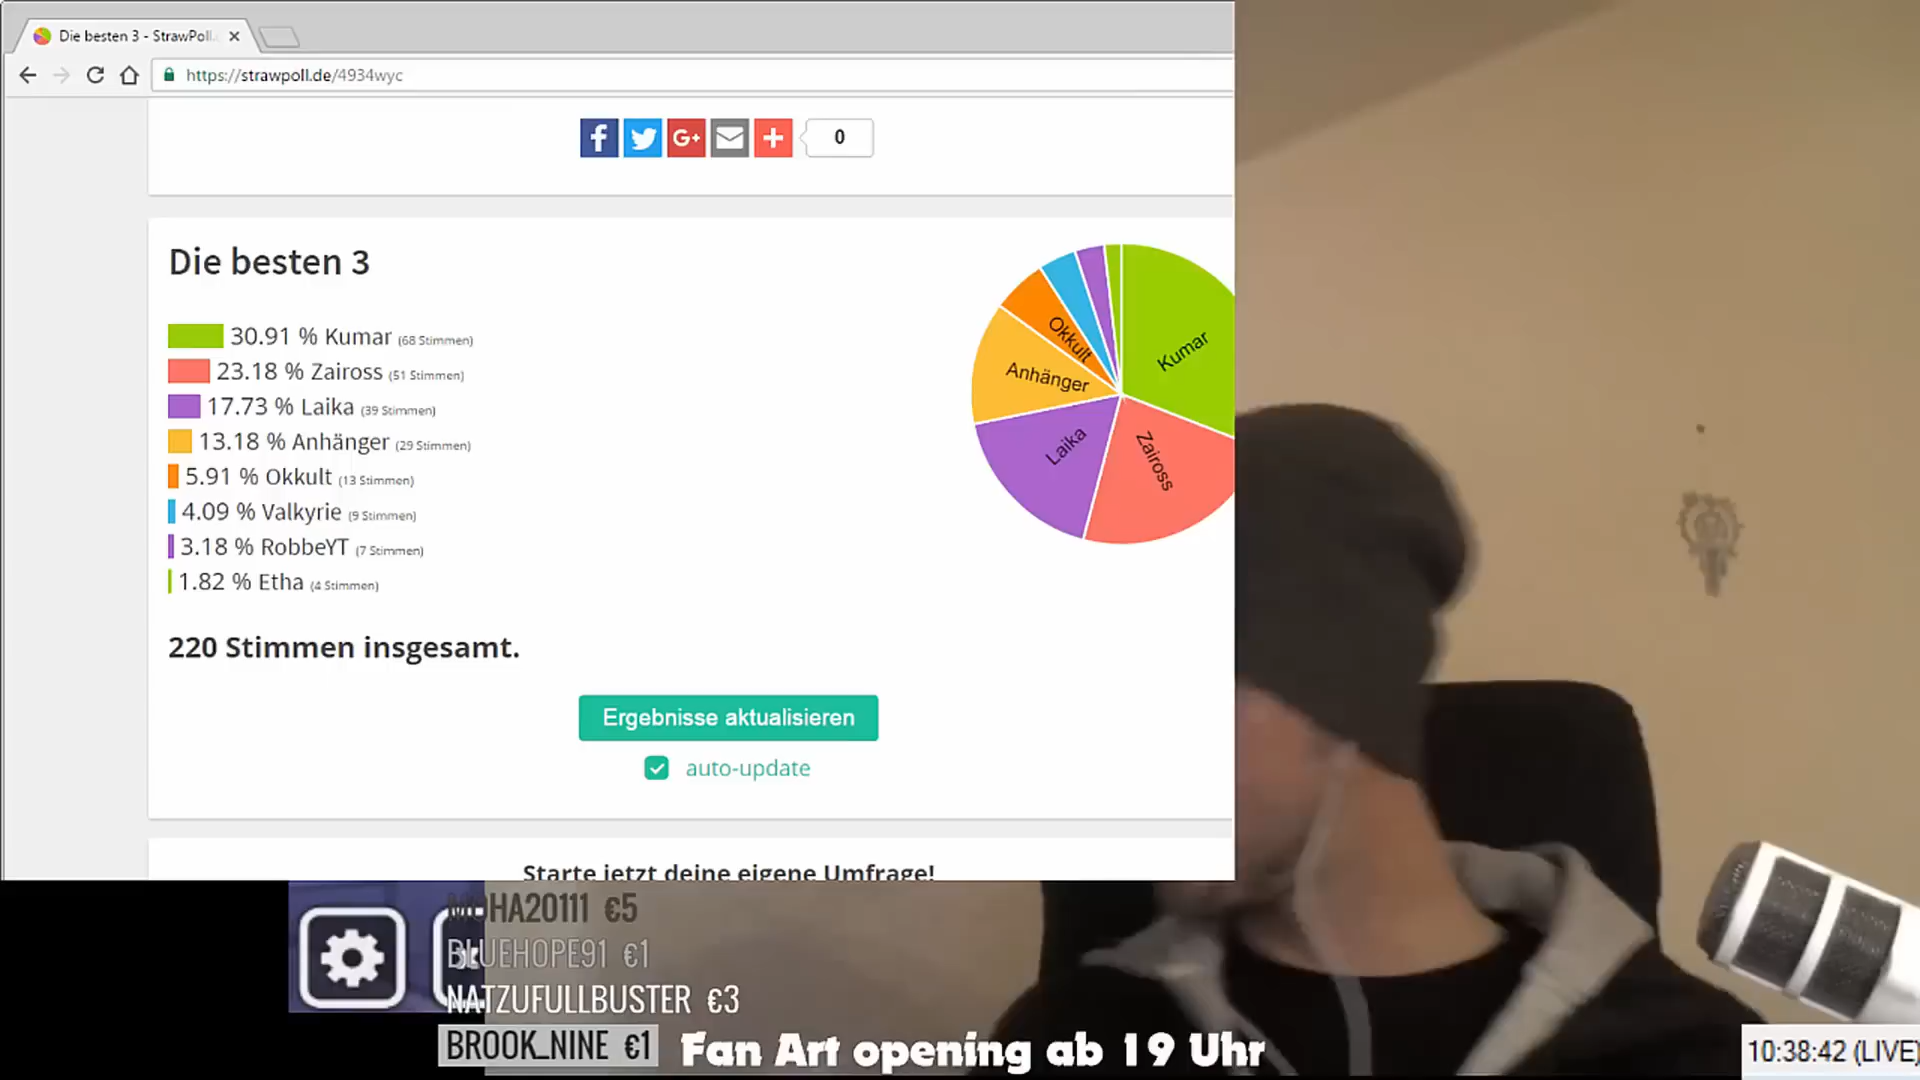 Die besten 3 - StrawPoll.
https://strawpoll.de/4934wyc
0
Die besten 3
30.91 % Kumar (68 Stimmen)
23.18 % Zaiross (51 Stimmen)
17.73 % Laika (39 Stimmen)
13.18 % Anhänger (29 Stimmen)
5.91 % Okkult (13 Stimmen)
4.09 % Valkyrie (9 Stimmen)
3.18 % RobbeYT (7 Stimmen)
1.82 % Etha (4 Stimmen)
Kumar
Zaiross
Laika
Anhänger
Okkult
220 Stimmen insgesamt.
Ergebnisse aktualisieren
auto-update
Starte jetzt deine eigene Umfrage!
MOHA20111 €5
BLUEHOPE91 €1
NATZUFULLBUSTER €3
BROOK_NINE €1
Fan Art opening ab 19 Uhr
10:38:42 (LIVE)